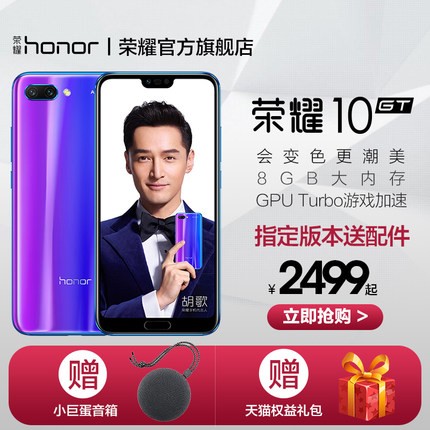 荣耀 honor | 荣耀官方旗舰店
荣耀10 GT
会变色更潮美
8GB大内存
GPU Turbo游戏加速
指定版本送配件
¥2499起
立即抢购 >
honor
胡歌
赠
小巨蛋音箱
赠
天猫权益礼包